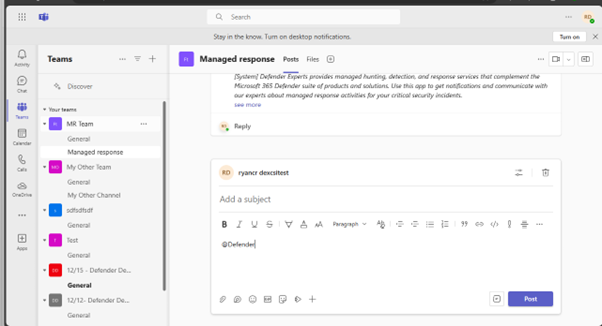 Search
RD
Stay in the know. Turn on desktop notifications.
Turn on
Activity
Chat
Teams
Calendar
Calls
OneDrive
Apps
Teams
Discover
Your teams
MR Team
General
Managed response
My Other Team
General
My Other Channel
sdfsdfsdf
General
Test
General
12/15 - Defender De...
General
12/12- Defender De...
General
Managed response
Posts
Files
[System] Defender Experts provides managed hunting, detection, and response services that complement the
Microsoft 365 Defender suite of products and solutions. Use this app to get notifications and communicate with
our experts about managed response activities for your critical security incidents.
see more
Reply
RD
ryancr dexcsitest
Add a subject
B I U S
Paragraph
@Defender
Post